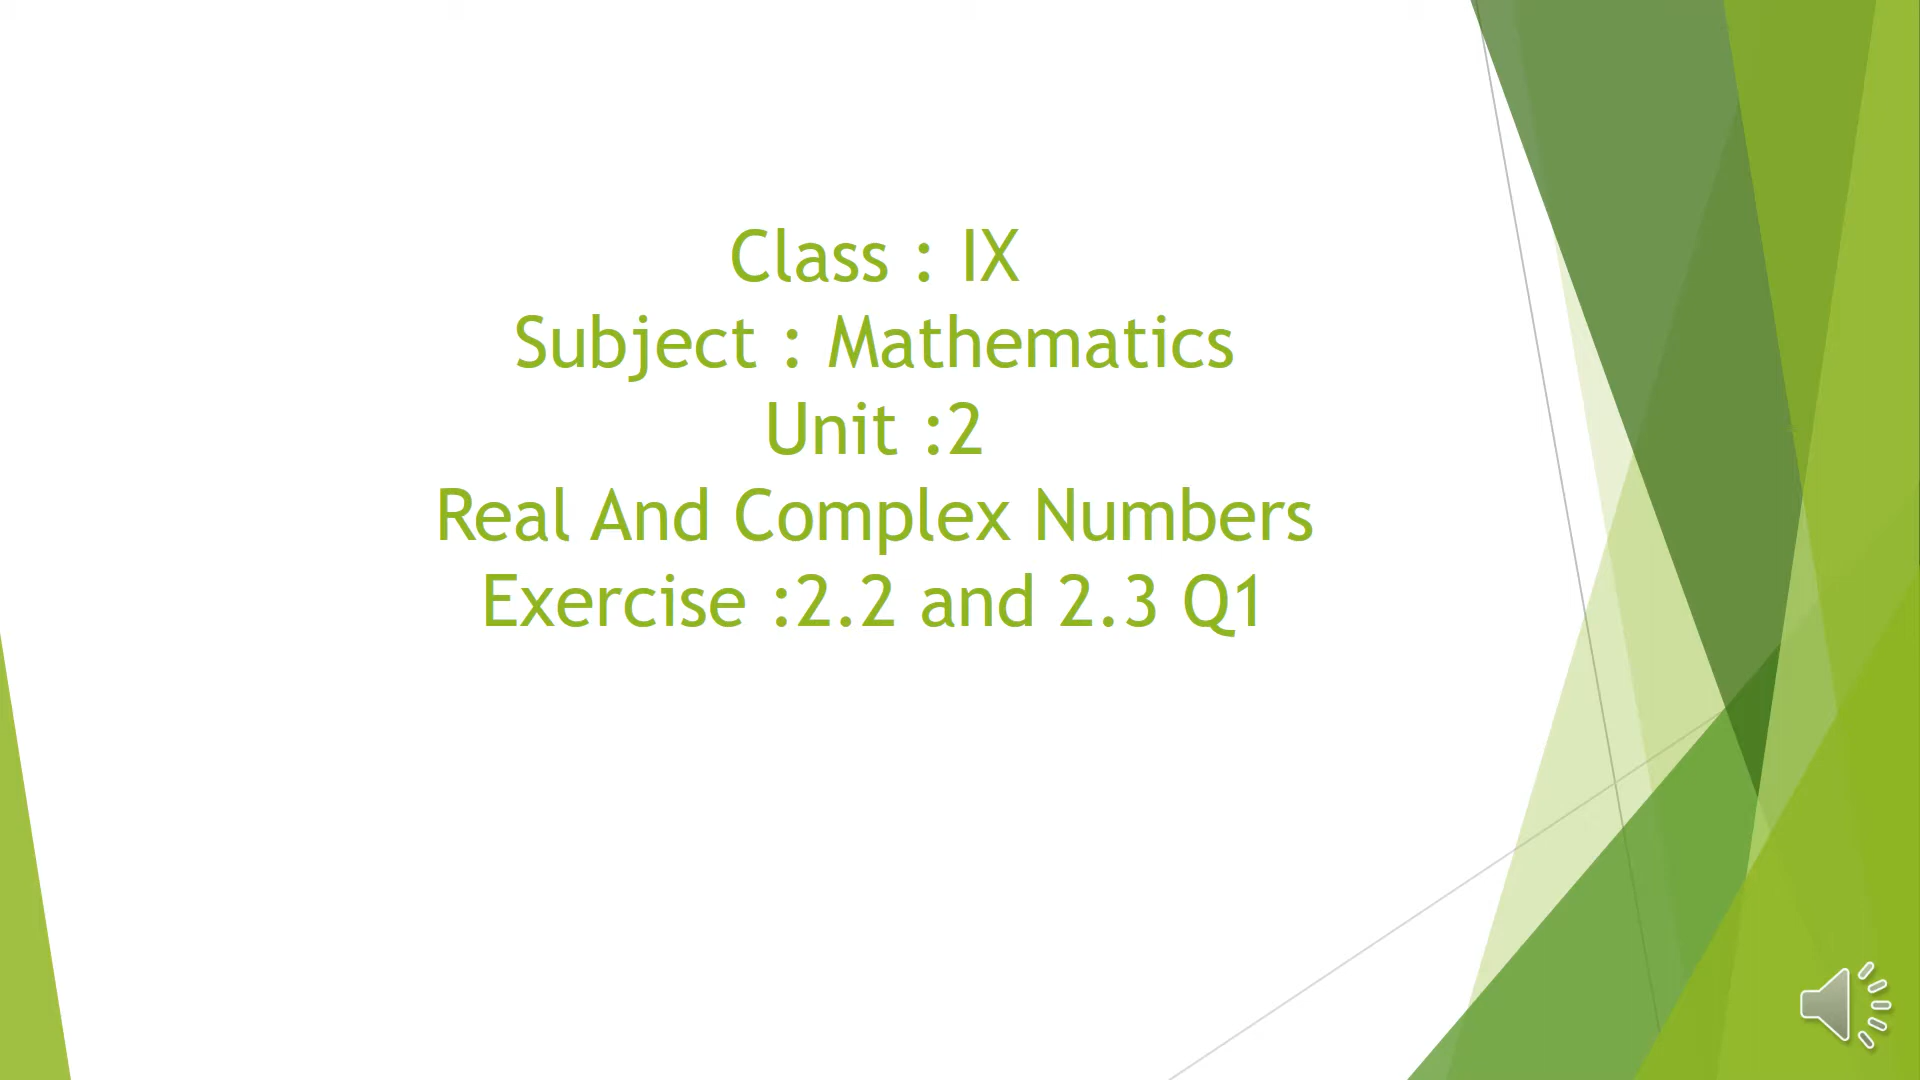 Class : IX
Subject : Mathematics
Unit :2
Real And Complex Numbers
Exercise :2.2 and 2.3 Q1